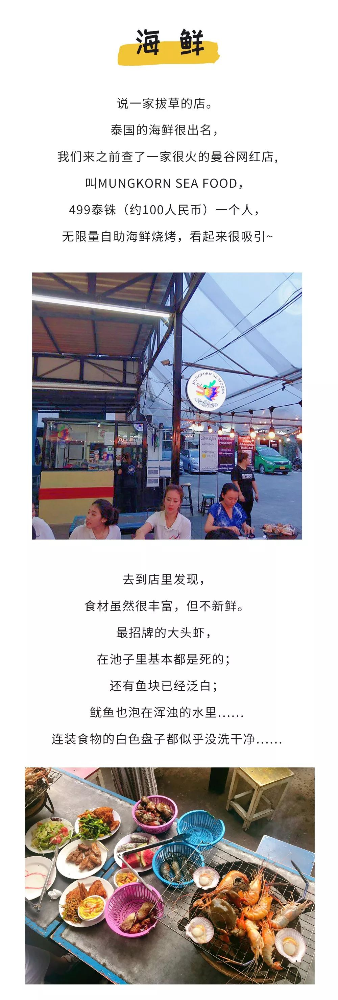 海鲜
说一家拔草的店。
泰国的海鲜很出名，
我们来之前查了一家很火的曼谷网红店,
叫MUNGKORN SEA FOOD，
499泰铢（约100人民币）一个人，
无限量自助海鲜烧烤，看起来很吸引~
MUNGKORN SEAFOODS
PRICE UP!!
MUNGKORN
SEAFOOD
去到店里发现，
食材虽然很丰富，但不新鲜。
最招牌的大头虾，
在池子里基本都是死的；
还有鱼块已经泛白；
鱿鱼也泡在浑浊的水里……
连装食物的白色盘子都似乎没洗干净……